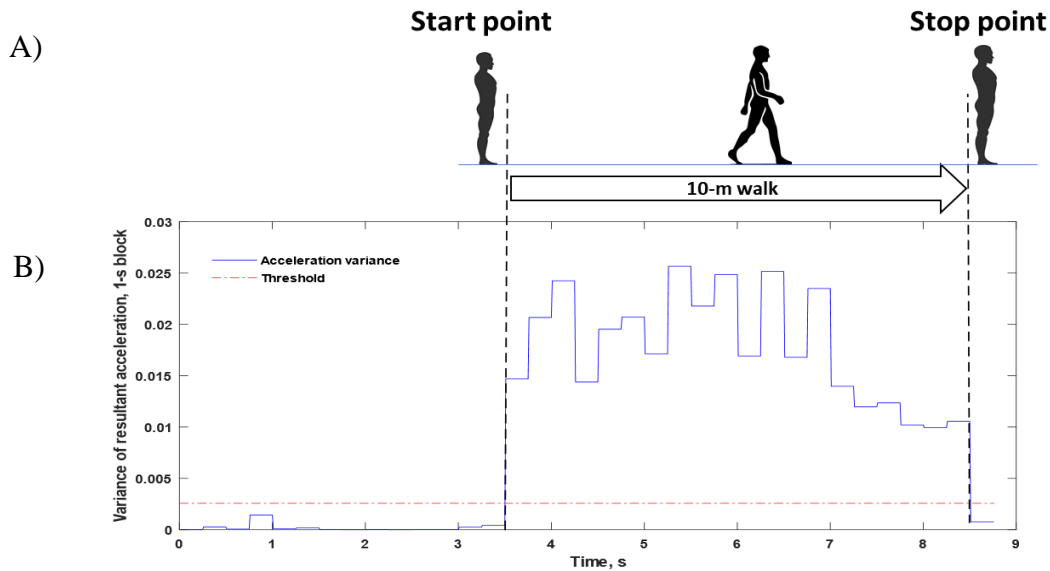 Start point
Stop point
A)
10-m walk
B)
Variance of resultant acceleration, 1-s block
0.03
0.025
0.02
0.015
0.01
0.005
0
Acceleration variance
Threshold
0 1 2 3 4 5 6 7 8 9
Time, s